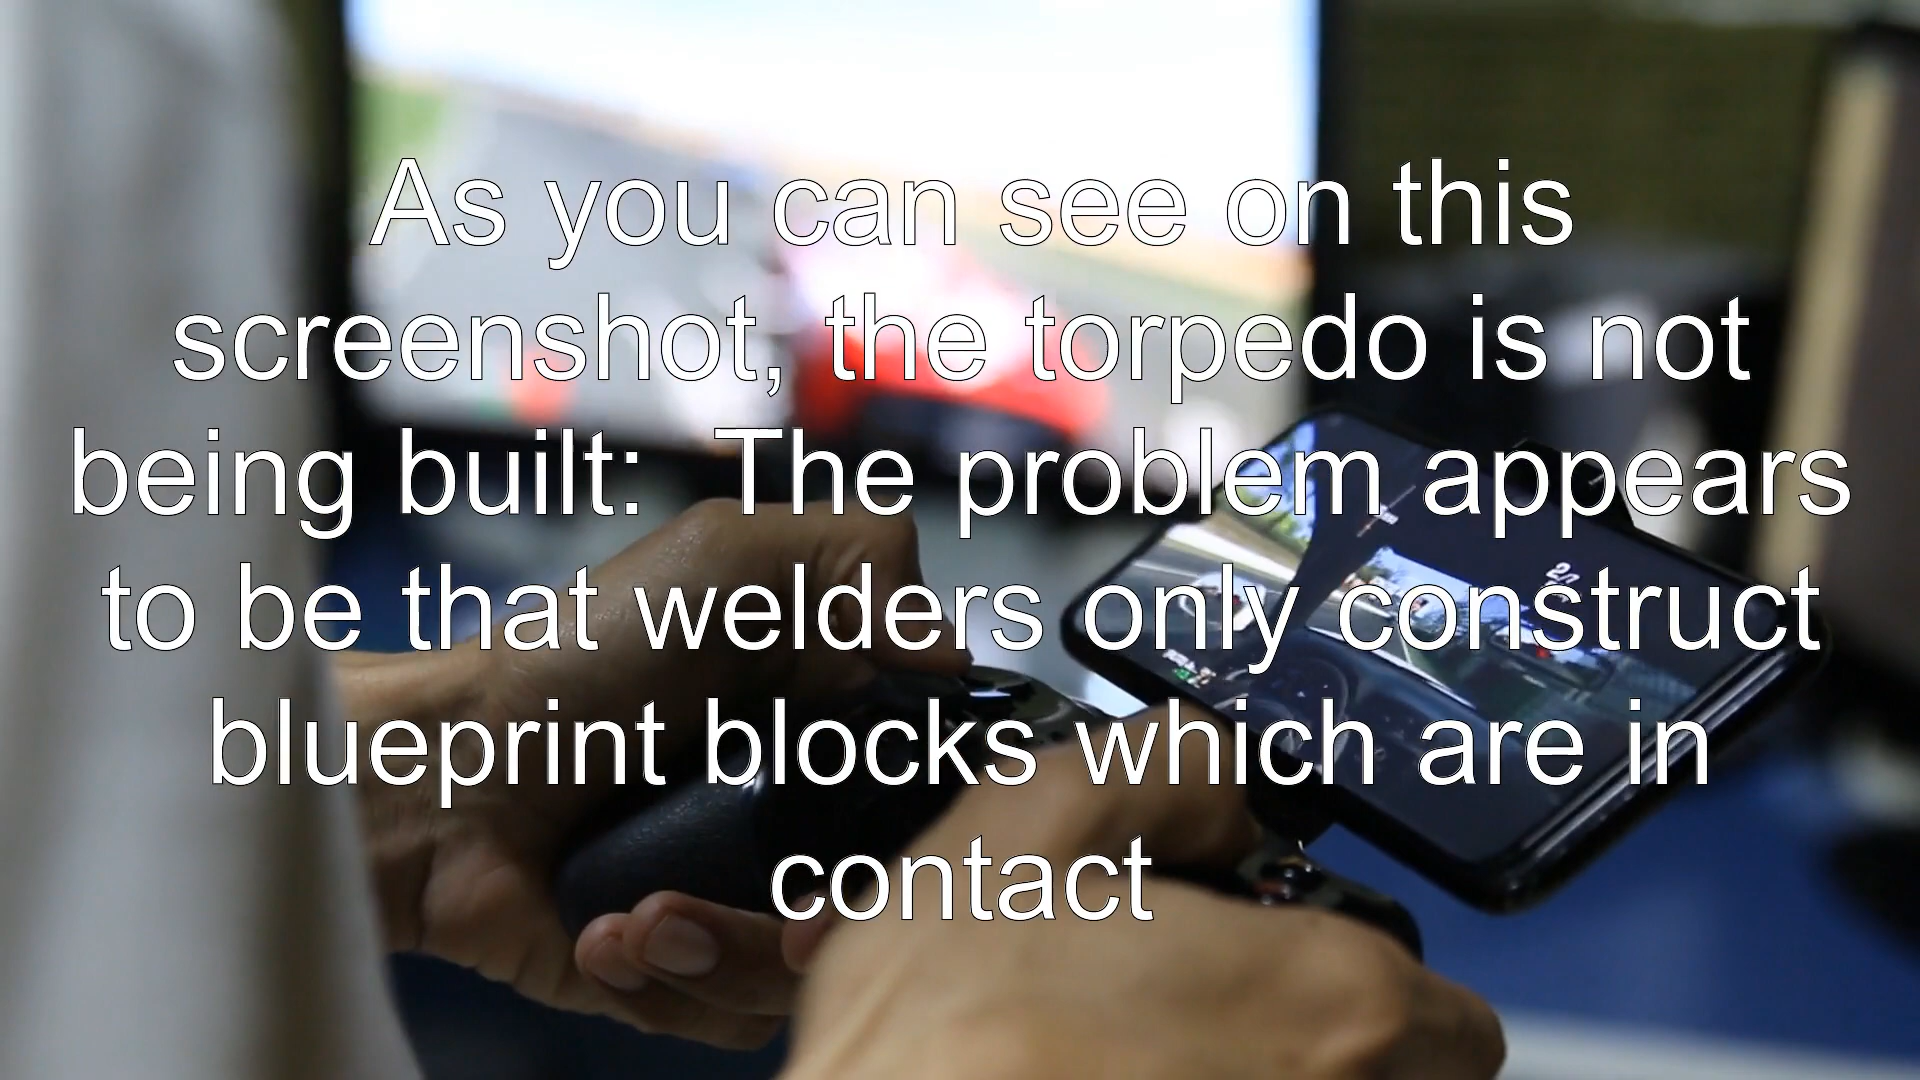 As you can see on this
screenshot, the torpedo is not
being built:  The problem appears
to be that welders only construct
blueprint blocks which are in
contact